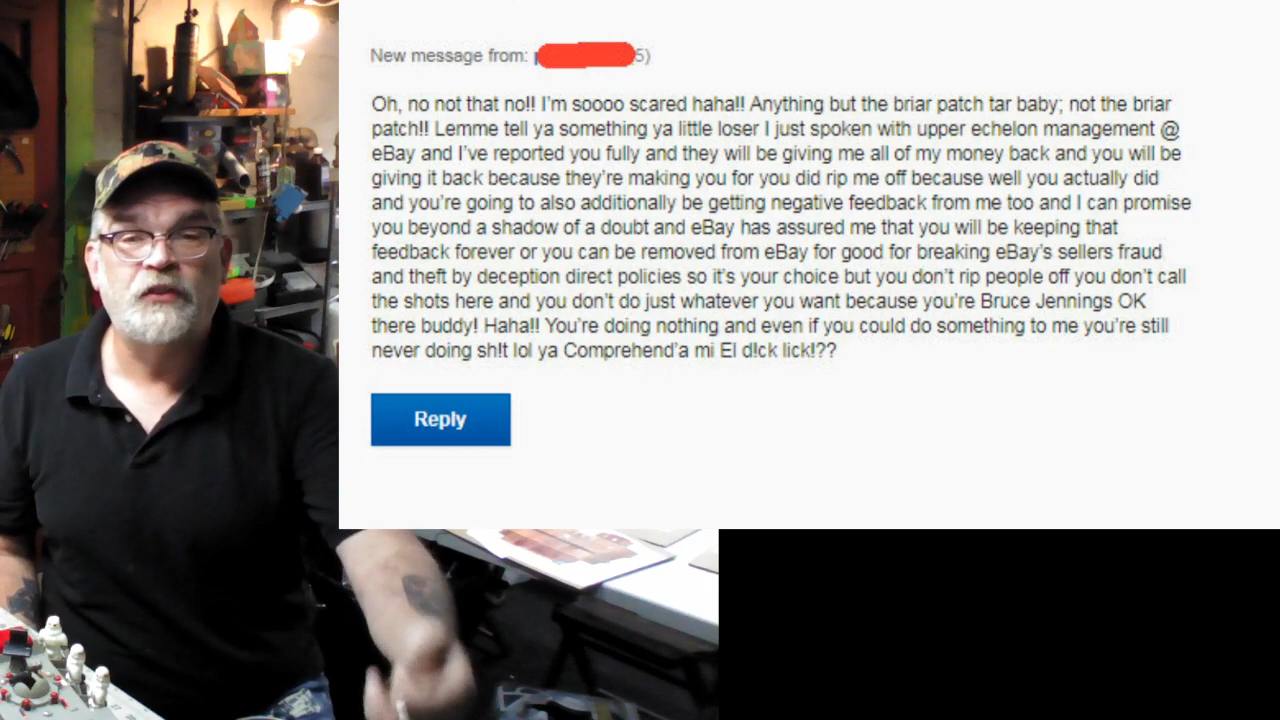 New message from: 5)
Oh, no not that no!! I'm soooo scared haha!! Anything but the briar patch tar baby; not the briar
patch!! Lemme tell ya something ya little loser I just spoken with upper echelon management @
eBay and I've reported you fully and they will be giving me all of my money back and you will be
giving it back because they're making you for you did rip me off because well you actually did
and you're going to also additionally be getting negative feedback from me too and I can promise
you beyond a shadow of a doubt and eBay has assured me that you will be keeping that
feedback forever or you can be removed from eBay for good for breaking eBay's sellers fraud
and theft by deception direct policies so it's your choice but you don't rip people off you don't call
the shots here and you don't do just whatever you want because you're Bruce Jennings OK
there buddy! Haha!! You're doing nothing and even if you could do something to me you're still
never doing sh!t lol ya Comprehend'a mi El d!ck lick!??
Reply